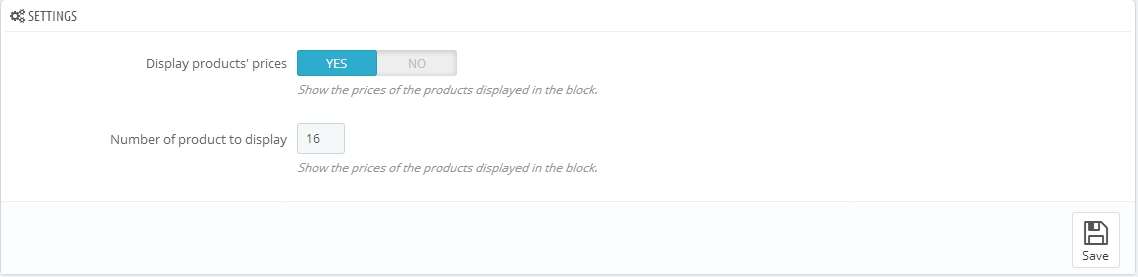 SETTINGS
Display products' prices YES NO
Show the prices of the products displayed in the block.
Number of product to display 16
Show the prices of the products displayed in the block.
Save